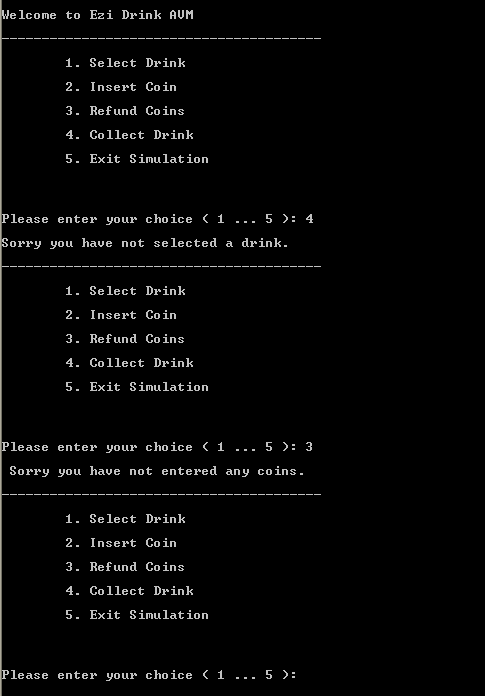 Welcome to Ezi Drink AVM
----------------------------------------
1. Select Drink
2. Insert Coin
3. Refund Coins
4. Collect Drink
5. Exit Simulation
Please enter your choice ( 1 ... 5 ): 4
Sorry you have not selected a drink.
----------------------------------------
1. Select Drink
2. Insert Coin
3. Refund Coins
4. Collect Drink
5. Exit Simulation
Please enter your choice ( 1 ... 5 ): 3
Sorry you have not entered any coins.
----------------------------------------
1. Select Drink
2. Insert Coin
3. Refund Coins
4. Collect Drink
5. Exit Simulation
Please enter your choice ( 1 ... 5 ):